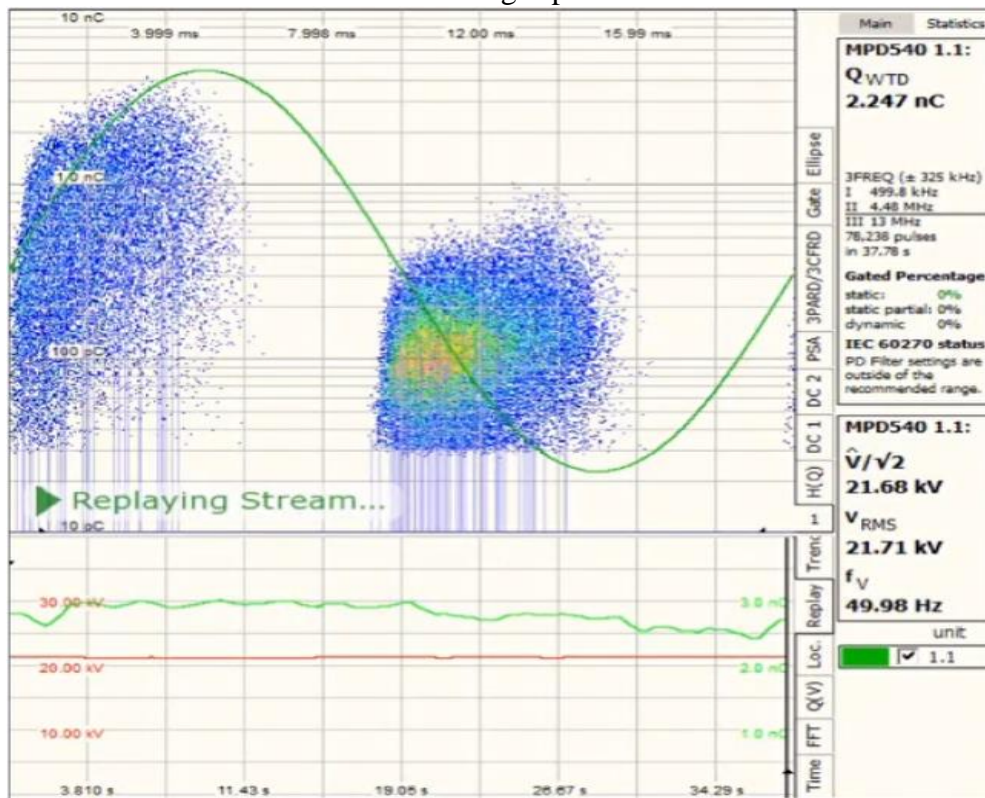 10 nC
3.999 ms 7.998 ms 12.00 ms 15.99 ms
1.0 nC
100 pC
Replaying Stream...
10 pC
30.00 kV 3.0 nC
20.00 kV 2.0 nC
10.00 kV 1.0 nC
3.810 s 11.43 s 19.05 s 26.67 s 34.29 s
Ellipse
Gate
3PARD/3CFRD
PSA
DC 2
DC 1
H(Q)
1
Trend
Replay
Loc.
Q(V)
FFT
Time
Main Statistics
MPD540 1.1:
Q WTD
2.247 nC
3FREQ (± 325 kHz)
I 499.8 kHz
II 4.48 MHz
III 13 MHz
78,238 pulses
in 37.78 s
Gated Percentage
static: 0%
static partial: 0%
dynamic 0%
IEC 60270 status
PD Filter settings are
outside of the
recommended range.
MPD540 1.1:
V̂/√2
21.68 kV
V RMS
21.71 kV
f V
49.98 Hz
unit
1.1